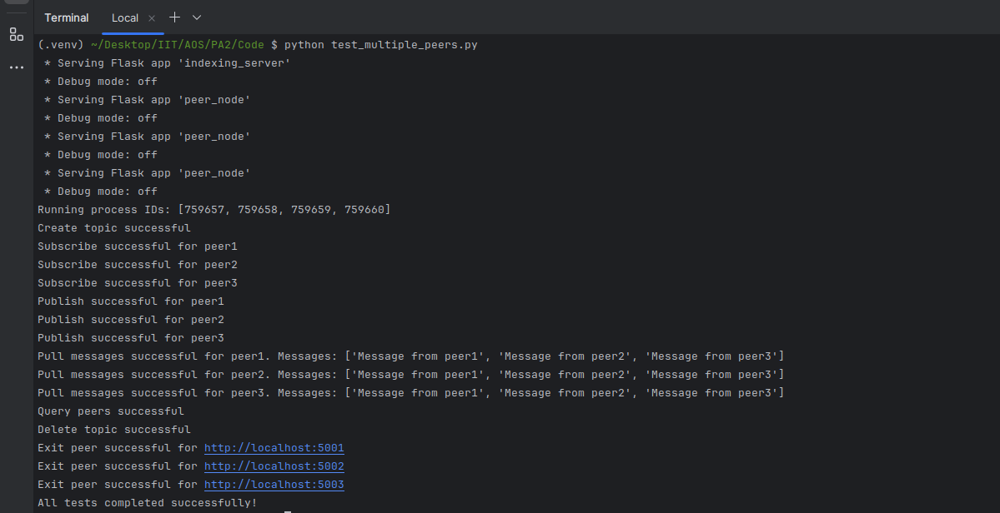 Terminal Local × + ⌄
(.venv) ~/Desktop/IIT/AOS/PA2/Code $ python test_multiple_peers.py
* Serving Flask app 'indexing_server'
* Debug mode: off
* Serving Flask app 'peer_node'
* Debug mode: off
* Serving Flask app 'peer_node'
* Debug mode: off
* Serving Flask app 'peer_node'
* Debug mode: off
Running process IDs: [759657, 759658, 759659, 759660]
Create topic successful
Subscribe successful for peer1
Subscribe successful for peer2
Subscribe successful for peer3
Publish successful for peer1
Publish successful for peer2
Publish successful for peer3
Pull messages successful for peer1. Messages: ['Message from peer1', 'Message from peer2', 'Message from peer3']
Pull messages successful for peer2. Messages: ['Message from peer1', 'Message from peer2', 'Message from peer3']
Pull messages successful for peer3. Messages: ['Message from peer1', 'Message from peer2', 'Message from peer3']
Query peers successful
Delete topic successful
Exit peer successful for http://localhost:5001
Exit peer successful for http://localhost:5002
Exit peer successful for http://localhost:5003
All tests completed successfully!